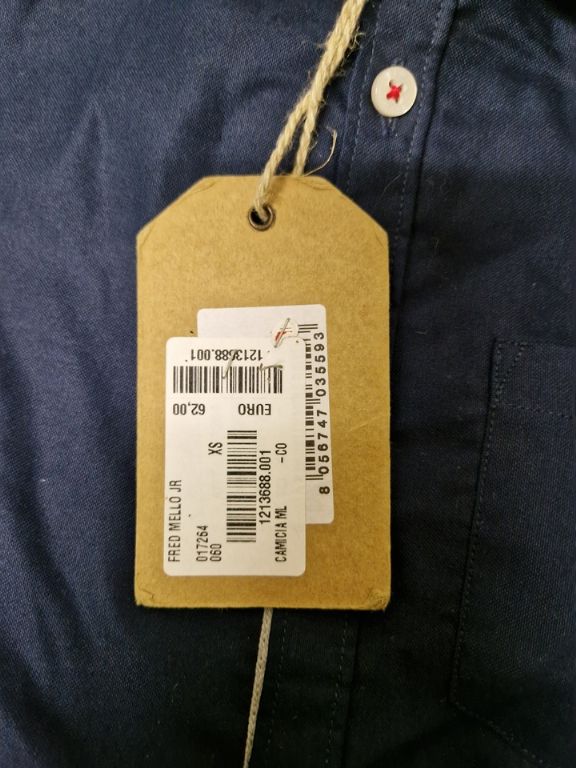 1213688.001
EURO 62,00
FRED MELLO JR
017264 XS
060
1213688.001
CAMICIA ML -CO
8 056747 035593